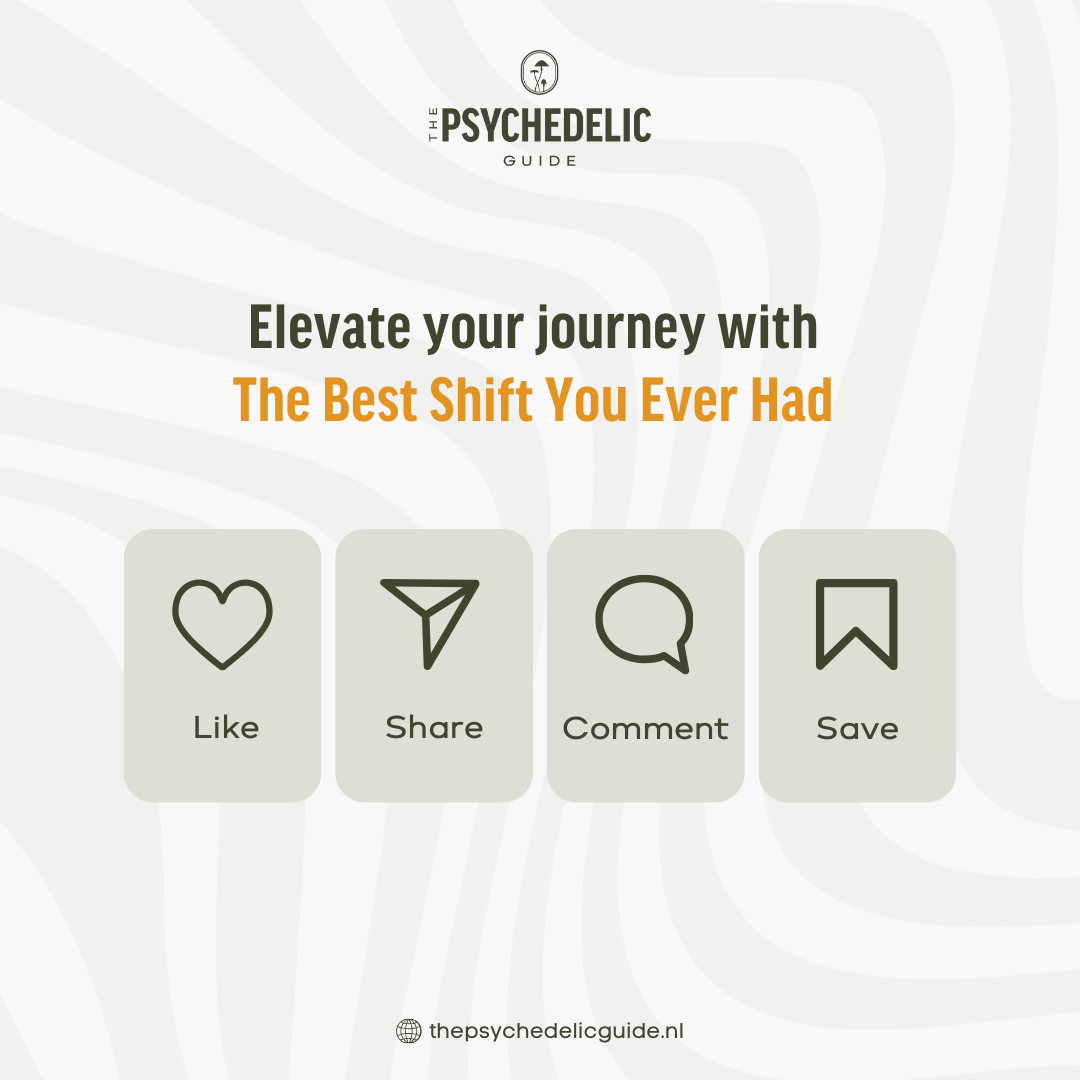 THE PSYCHEDELIC
GUIDE
Elevate your journey with
The Best Shift You Ever Had
Like
Share
Comment
Save
thepsychedelicguide.nl